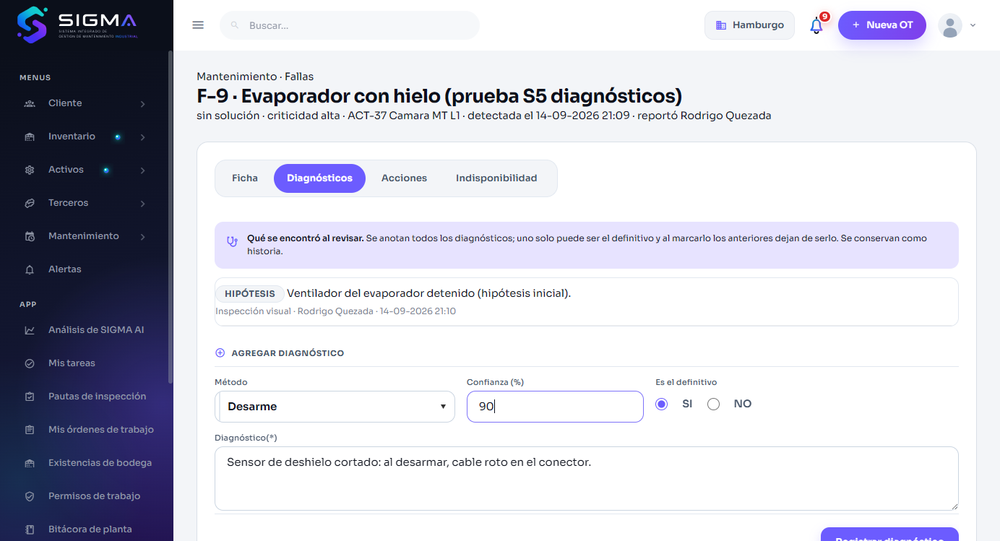 SIGMA
SISTEMA INTEGRADO DE
GESTION DE MANTENIMIENTO INDUSTRIAL
Buscar...
Hamburgo
9
+ Nueva OT
MENUS
Cliente
Inventario
Activos
Terceros
Mantenimiento
Alertas
APP
Análisis de SIGMA AI
Mis tareas
Pautas de inspección
Mis órdenes de trabajo
Existencias de bodega
Permisos de trabajo
Bitácora de planta
Mantenimiento · Fallas
F-9 · Evaporador con hielo (prueba S5 diagnósticos)
sin solución · criticidad alta · ACT-37 Camara MT L1 · detectada el 14-09-2026 21:09 · reportó Rodrigo Quezada
Ficha
Diagnósticos
Acciones
Indisponibilidad
Qué se encontró al revisar. Se anotan todos los diagnósticos; uno solo puede ser el definitivo y al marcarlo los anteriores dejan de serlo. Se conservan como
historia.
HIPÓTESIS Ventilador del evaporador detenido (hipótesis inicial).
Inspección visual · Rodrigo Quezada · 14-09-2026 21:10
AGREGAR DIAGNÓSTICO
Método
Confianza (%)
Es el definitivo
Desarme
90
SI
NO
Diagnóstico(*)
Sensor de deshielo cortado: al desarmar, cable roto en el conector.
Registrar diagnóstico